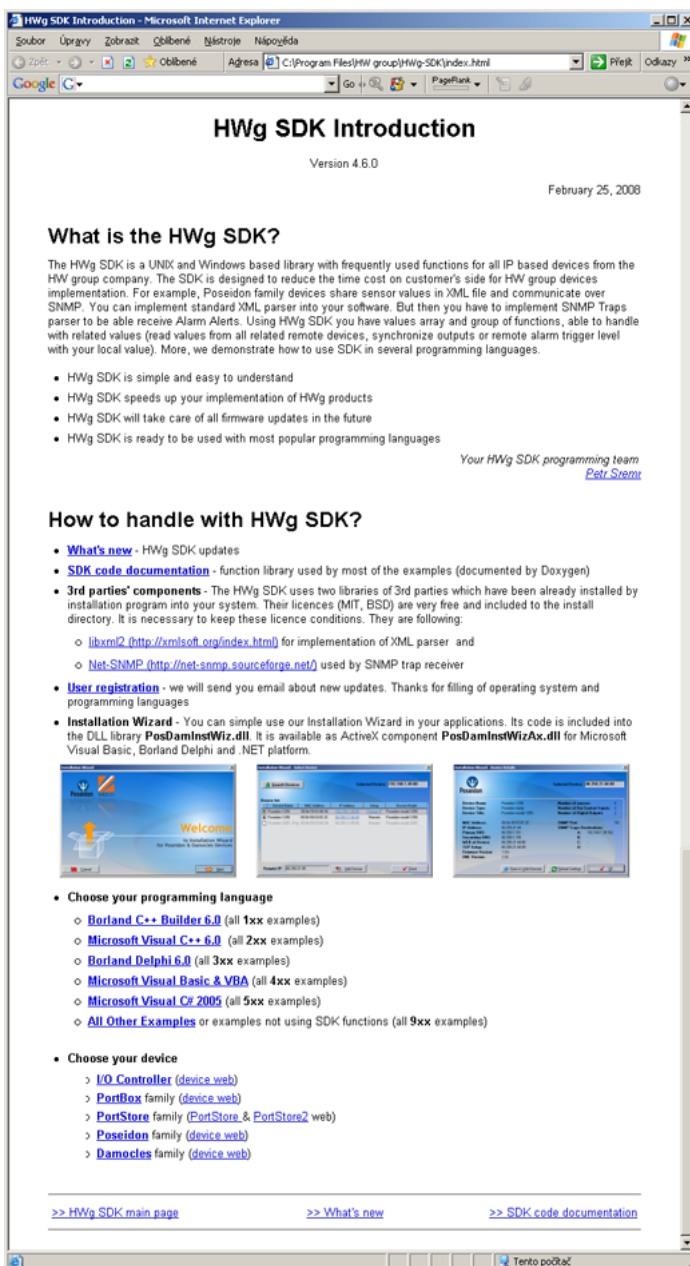 HWg SDK Introduction - Microsoft Internet Explorer
Soubor Úpravy Zobrazit Oblíbené Nástroje Nápověda
Zpět Oblíbené Adresa C:\Program Files\HW group\HWg-SDK\index.html Přejít Odkazy »
Google G Go PageRank
HWg SDK Introduction
Version 4.6.0
February 25, 2008
What is the HWg SDK?
The HWg SDK is a UNIX and Windows based library with frequently used functions for all IP based devices from the
HW group company. The SDK is designed to reduce the time cost on customer's side for HW group devices
implementation. For example, Poseidon family devices share sensor values in XML file and communicate over
SNMP. You can implement standard XML parser into your software. But then you have to implement SNMP Traps
parser to be able receive Alarm Alerts. Using HWg SDK you have values array and group of functions, able to handle
with related values (read values from all related remote devices, synchronize outputs or remote alarm trigger level
with your local value). More, we demonstrate how to use SDK in several programming languages.
• HWg SDK is simple and easy to understand
• HWg SDK speeds up your implementation of HWg products
• HWg SDK will take care of all firmware updates in the future
• HWg SDK is ready to be used with most popular programming languages
Your HWg SDK programming team
Petr Sremr
How to handle with HWg SDK?
• What's new - HWg SDK updates
• SDK code documentation - function library used by most of the examples (documented by Doxygen)
• 3rd parties' components - The HWg SDK uses two libraries of 3rd parties which have been already installed by
installation program into your system. Their licences (MIT, BSD) are very free and included to the install
directory. It is necessary to keep these licence conditions. They are following:
o libxml2 (http://xmlsoft.org/index.html) for implementation of XML parser and
o Net-SNMP (http://net-snmp.sourceforge.net/) used by SNMP trap receiver
• User registration - we will send you email about new updates. Thanks for filling of operating system and
programming languages
• Installation Wizard - You can simple use our Installation Wizard in your applications. Its code is included into
the DLL library PosDamInstWiz.dll. It is available as ActiveX component PosDamInstWizAx.dll for Microsoft
Visual Basic, Borland Delphi and .NET platform.
Poseidon
Welcome
to Installation Wizard
for Poseidon & Damocles Devices
Poseidon
• Choose your programming language
o Borland C++ Builder 6.0 (all 1xx examples)
o Microsoft Visual C++ 6.0 (all 2xx examples)
o Borland Delphi 6.0 (all 3xx examples)
o Microsoft Visual Basic & VBA (all 4xx examples)
o Microsoft Visual C# 2005 (all 5xx examples)
o All Other Examples or examples not using SDK functions (all 9xx examples)
• Choose your device
> I/O Controller (device web)
> PortBox family (device web)
> PortStore family (PortStore & PortStore2 web)
> Poseidon family (device web)
> Damocles family (device web)
>> HWg SDK main page >> What's new >> SDK code documentation
Tento počítač